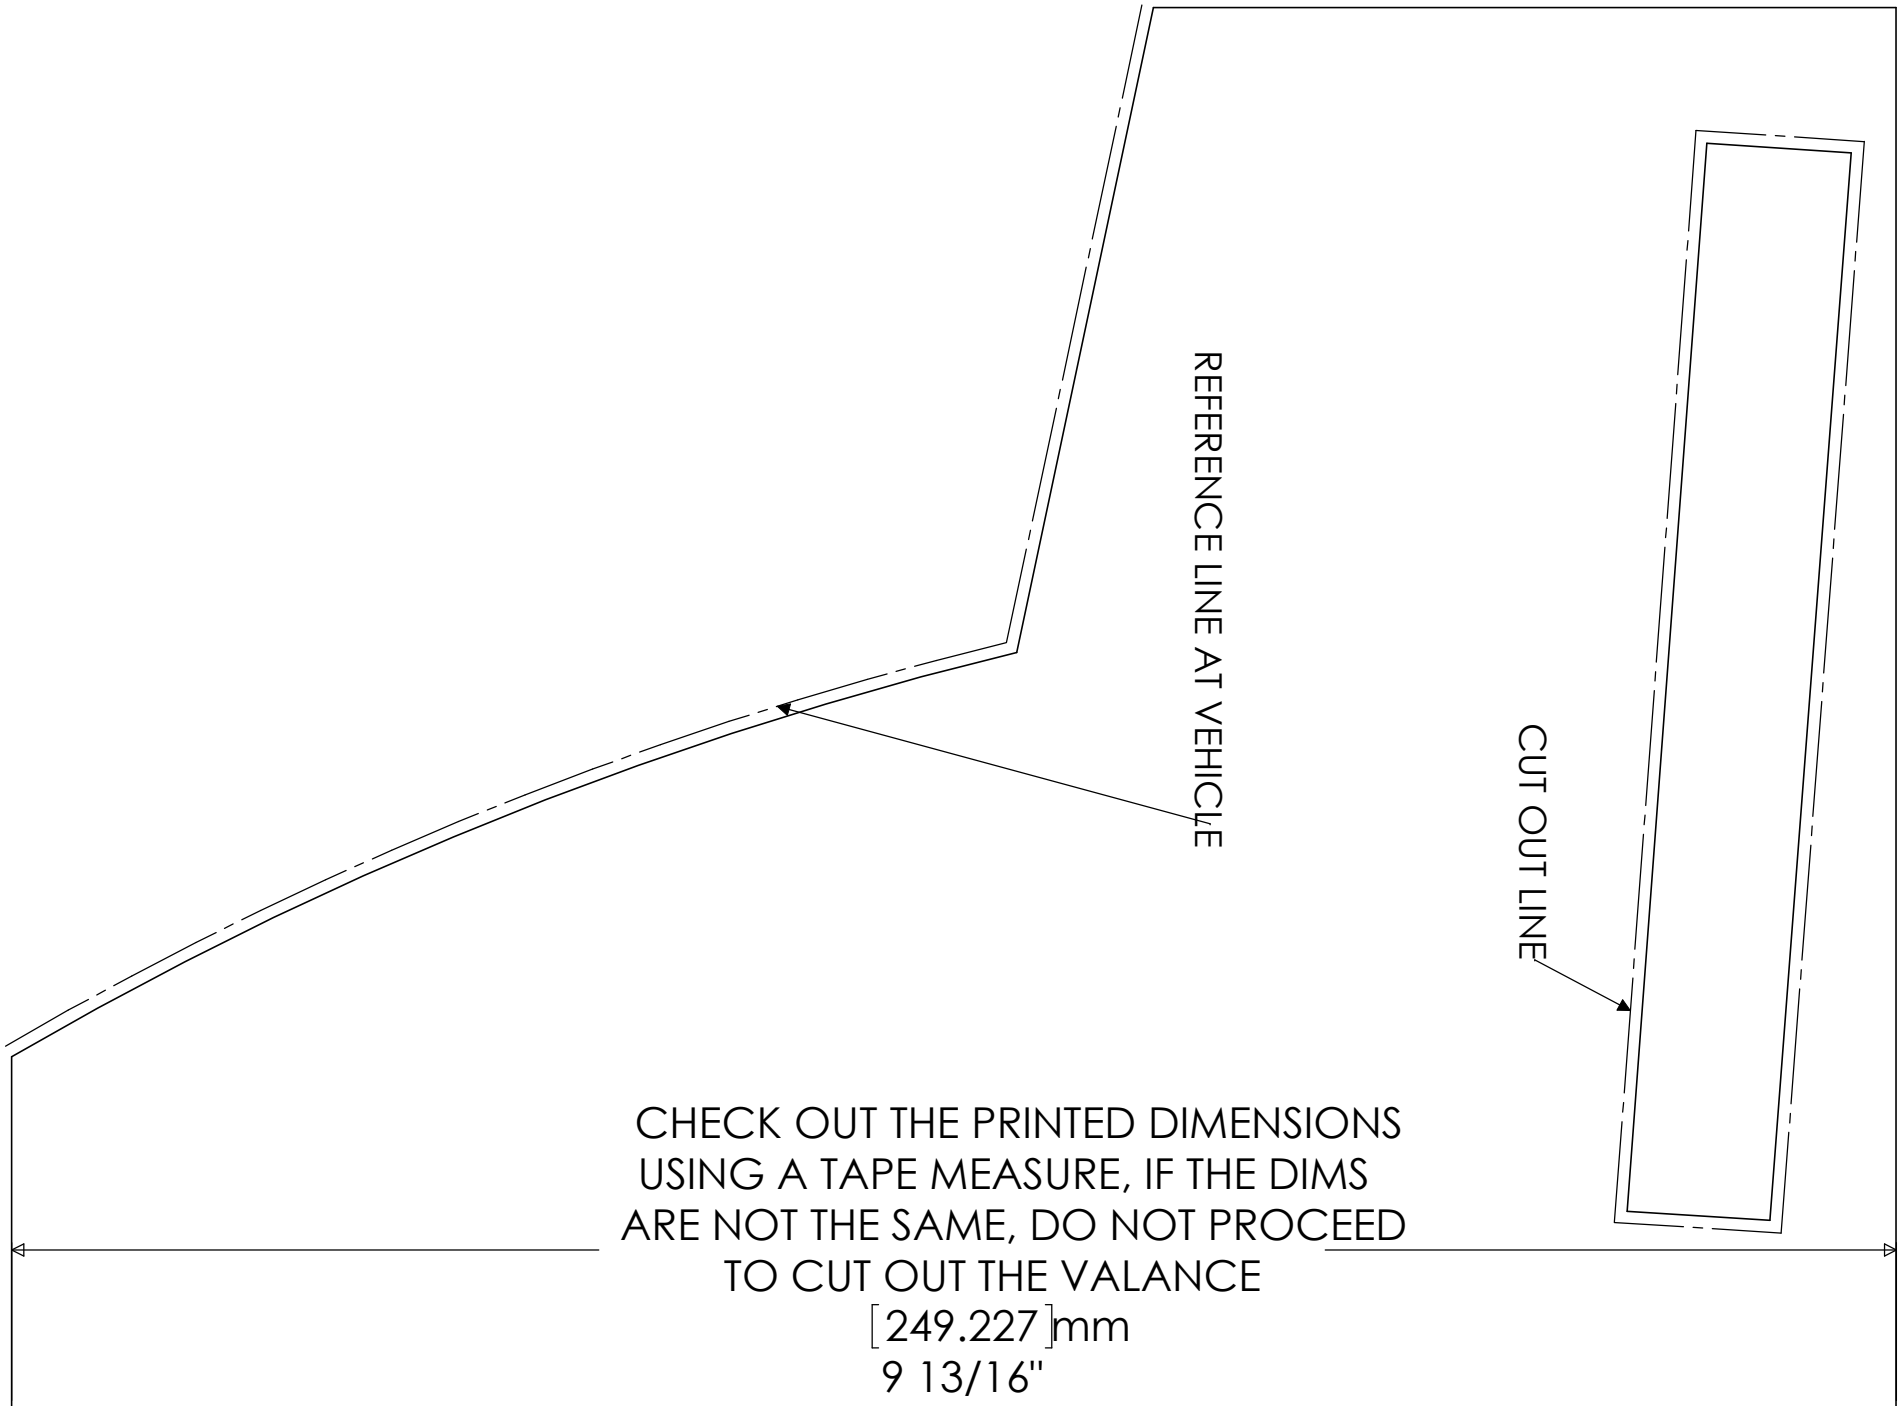 REFERENCE LINE AT VEHICLE
CUT OUT LINE
CHECK OUT THE PRINTED DIMENSIONS
USING A TAPE MEASURE, IF THE DIMS
ARE NOT THE SAME, DO NOT PROCEED
TO CUT OUT THE VALANCE
[249.227]mm
9 13/16"